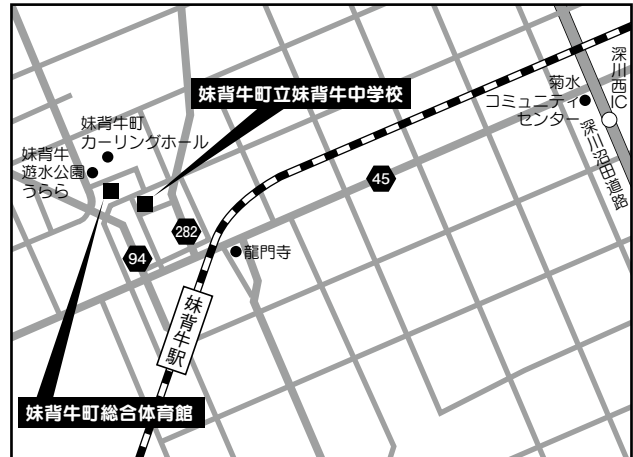 妹背牛町立妹背牛中学校
妹背牛町
カーリングホール
妹背牛
遊水公園
うらら
菊水
コミュニティ
センター
深川西IC
深川沼田道路
45
282
94
龍門寺
妹背牛駅
妹背牛町総合体育館